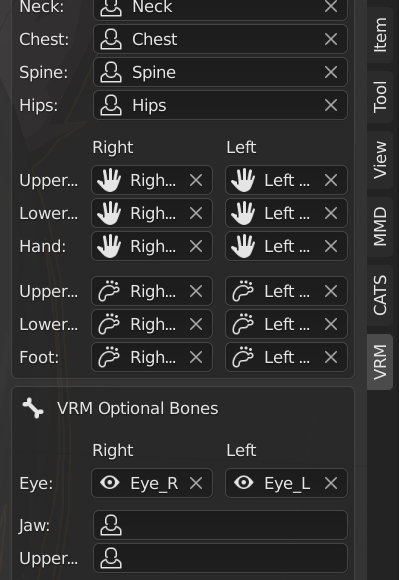 Neck: Neck
Chest: Chest
Spine: Spine
Hips: Hips
Right Left
Upper... Righ... Left ...
Lower... Righ... Left ...
Hand: Righ... Left ...
Upper... Righ... Left ...
Lower... Righ... Left ...
Foot: Righ... Left ...
VRM Optional Bones
Right Left
Eye: Eye_R Eye_L
Jaw:
Upper...
Item
Tool
View
MMD
CATS
VRM